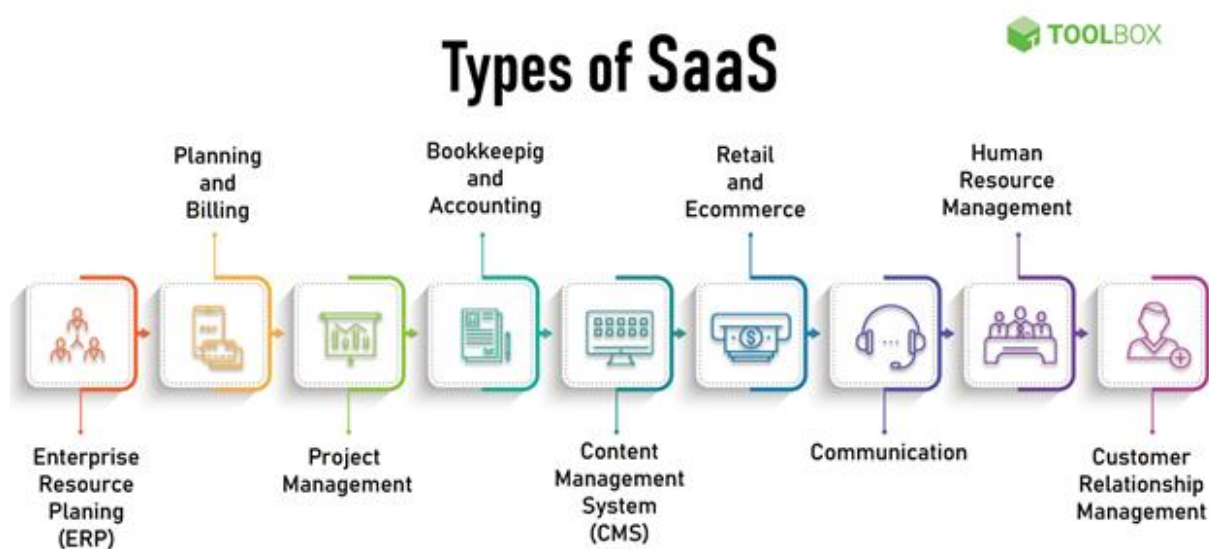 TOOLBOX
Types of SaaS
Planning
and
Billing
Bookkeepig
and
Accounting
Retail
and
Ecommerce
Human
Resource
Management
Enterprise
Resource
Planing
(ERP)
Project
Management
Content
Management
System
(CMS)
Communication
Customer
Relationship
Management